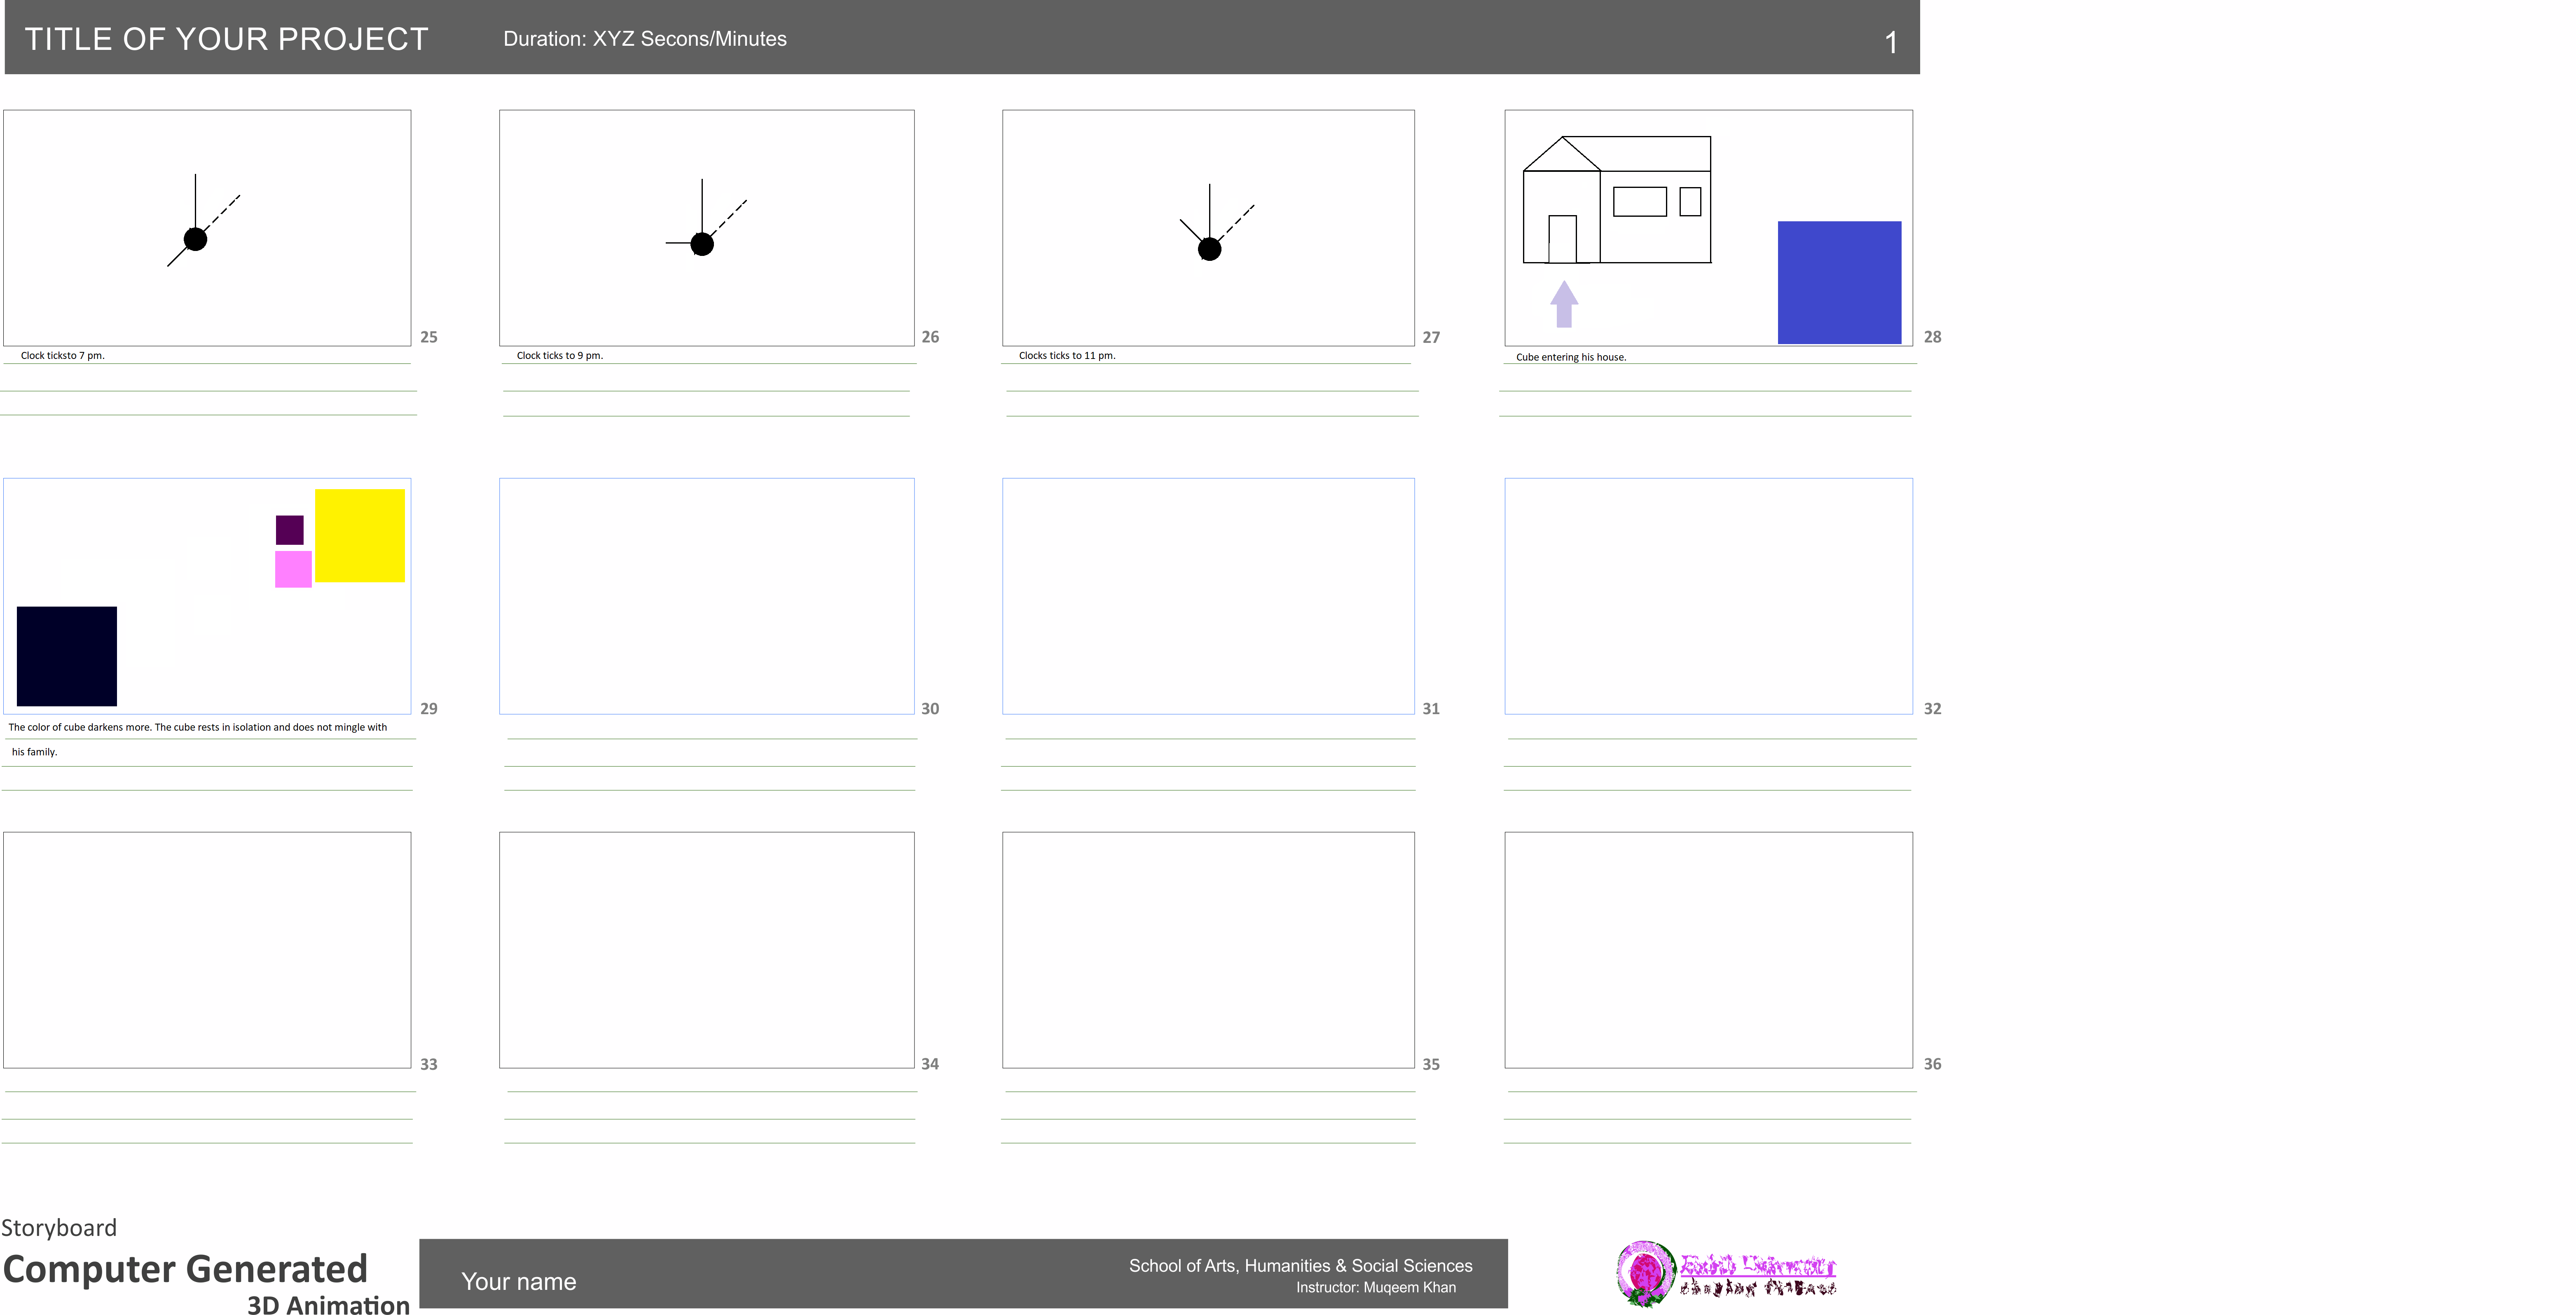 TITLE OF YOUR PROJECT
Duration: XYZ Secons/Minutes
1
25
26
27
28
Clock ticksto 7 pm.
Clock ticks to 9 pm.
Clocks ticks to 11 pm.
Cube entering his house.
29
30
31
32
The color of cube darkens more. The cube rests in isolation and does not mingle with
his family.
33
34
35
36
Storyboard
Computer Generated
3D Animation
Your name
School of Arts, Humanities & Social Sciences
Instructor: Muqeem Khan